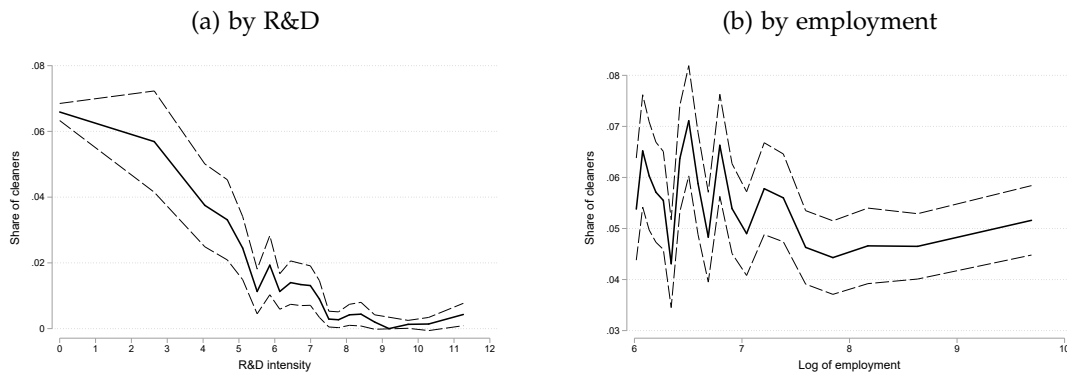 (a) by R&D
.08
.06
.04
.02
0
Share of cleaners
0 1 2 3 4 5 6 7 8 9 10 11 12
R&D intensity
(b) by employment
.08
.07
.06
.05
.04
.03
Share of cleaners
6 7 8 9 10
Log of employment